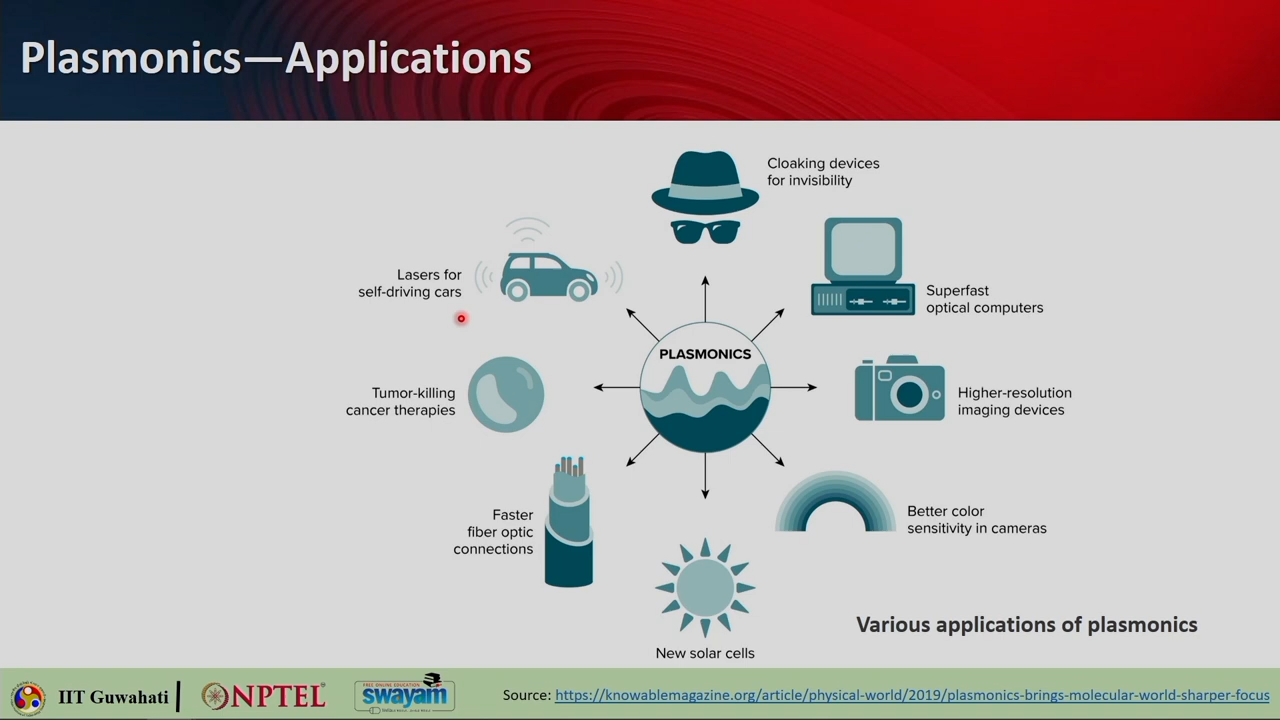 Plasmonics—Applications
Cloaking devices
for invisibility
Lasers for
self-driving cars
Superfast
optical computers
PLASMONICS
Tumor-killing
cancer therapies
Higher-resolution
imaging devices
Faster
fiber optic
connections
Better color
sensitivity in cameras
New solar cells
Various applications of plasmonics
IIT Guwahati
NPTEL
FREE ONLINE EDUCATION
swayam
Source: https://knowablemagazine.org/article/physical-world/2019/plasmonics-brings-molecular-world-sharper-focus